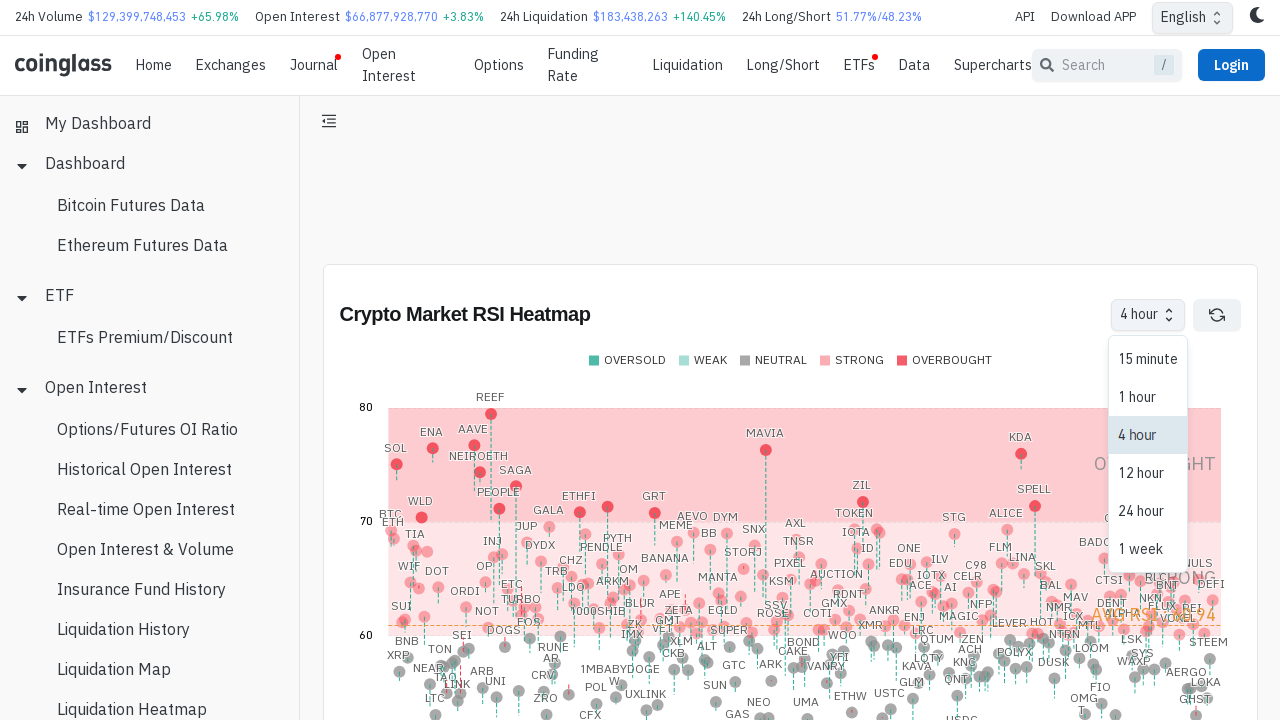 24h Volume $129,399,748,453 +65.98% Open Interest $66,877,928,770 +3.83% 24h Liquidation $183,438,263 +140.45% 24h Long/Short 51.77%/48.23% API Download APP English
coinglass Home Exchanges Journal Open Interest Options Funding Rate Liquidation Long/Short ETFs Data Supercharts Search / Login
My Dashboard
Dashboard
Bitcoin Futures Data
Ethereum Futures Data
ETF
ETFs Premium/Discount
Open Interest
Options/Futures OI Ratio
Historical Open Interest
Real-time Open Interest
Open Interest & Volume
Insurance Fund History
Liquidation History
Liquidation Map
Liquidation Heatmap
Crypto Market RSI Heatmap
4 hour
15 minute
1 hour
4 hour
12 hour
24 hour
1 week
OVERSOLD WEAK NEUTRAL STRONG OVERBOUGHT
80
REEF
ENA AAVE MAVIA KDA
SOL NEIROETH
SAGA
PEOPLE ETHFI GRT ZIL SPELL
WLD
70
BTC GALA AEVO DYM TOKEN STG ALICE
ETH JUP MEME AXL
TIA INJ DYDX PYTH BB SNX IOTA
PENDLE TNSR ID ONE FLM
WIF OP CHZ BANANA STORJ PIXEL EDU ILV LINA
DOT TRB OM MANTA KSM AUCTION IOTX CELR C98 SKL
ORDI ETC LDO ARKM APE RDNT ACE AI BAL CTSI
SUI NOT TURBO 1000SHIB BLUR ZETA EGLD SSV GMX ANKR NFP MAV DENT NKN
EOS GMT ROSE COTI ENJ MAGIC NMR ICX FLUX
DOGS ZK VET SUPER XMR LRC LEVER HOT MTL
60
BNB SEI IMX XLM WOO QTUM ZEN NTRN LSK STEEM
XRP TON RUNE CKB ALT BOND YFI ACH LOOM SYS
NEAR AR GTC ARK CAKE VANRY QTY KNC POLYX DUSK WAXP
TAO ARB CRV 1MBABYDOGE KAVA AERGO
LINK UNI POL W SUN GLM QNT FIO LOKA
LTC ZRO UXLINK NEO UMA ETHW USTC OMG GHST
CFX GAS USDC T